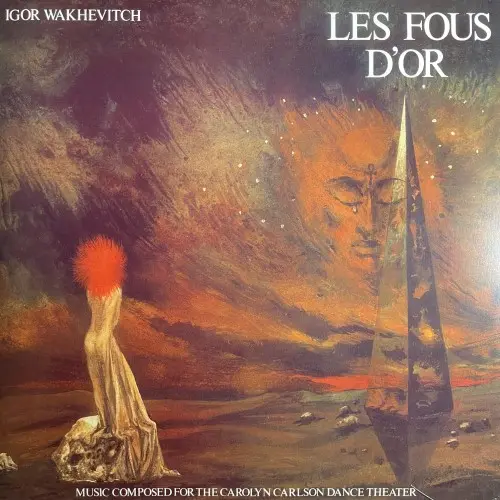 IGOR WAKHEVITCH
LES FOUS
D'OR
MUSIC COMPOSED FOR THE CAROLYN CARLSON DANCE THEATER